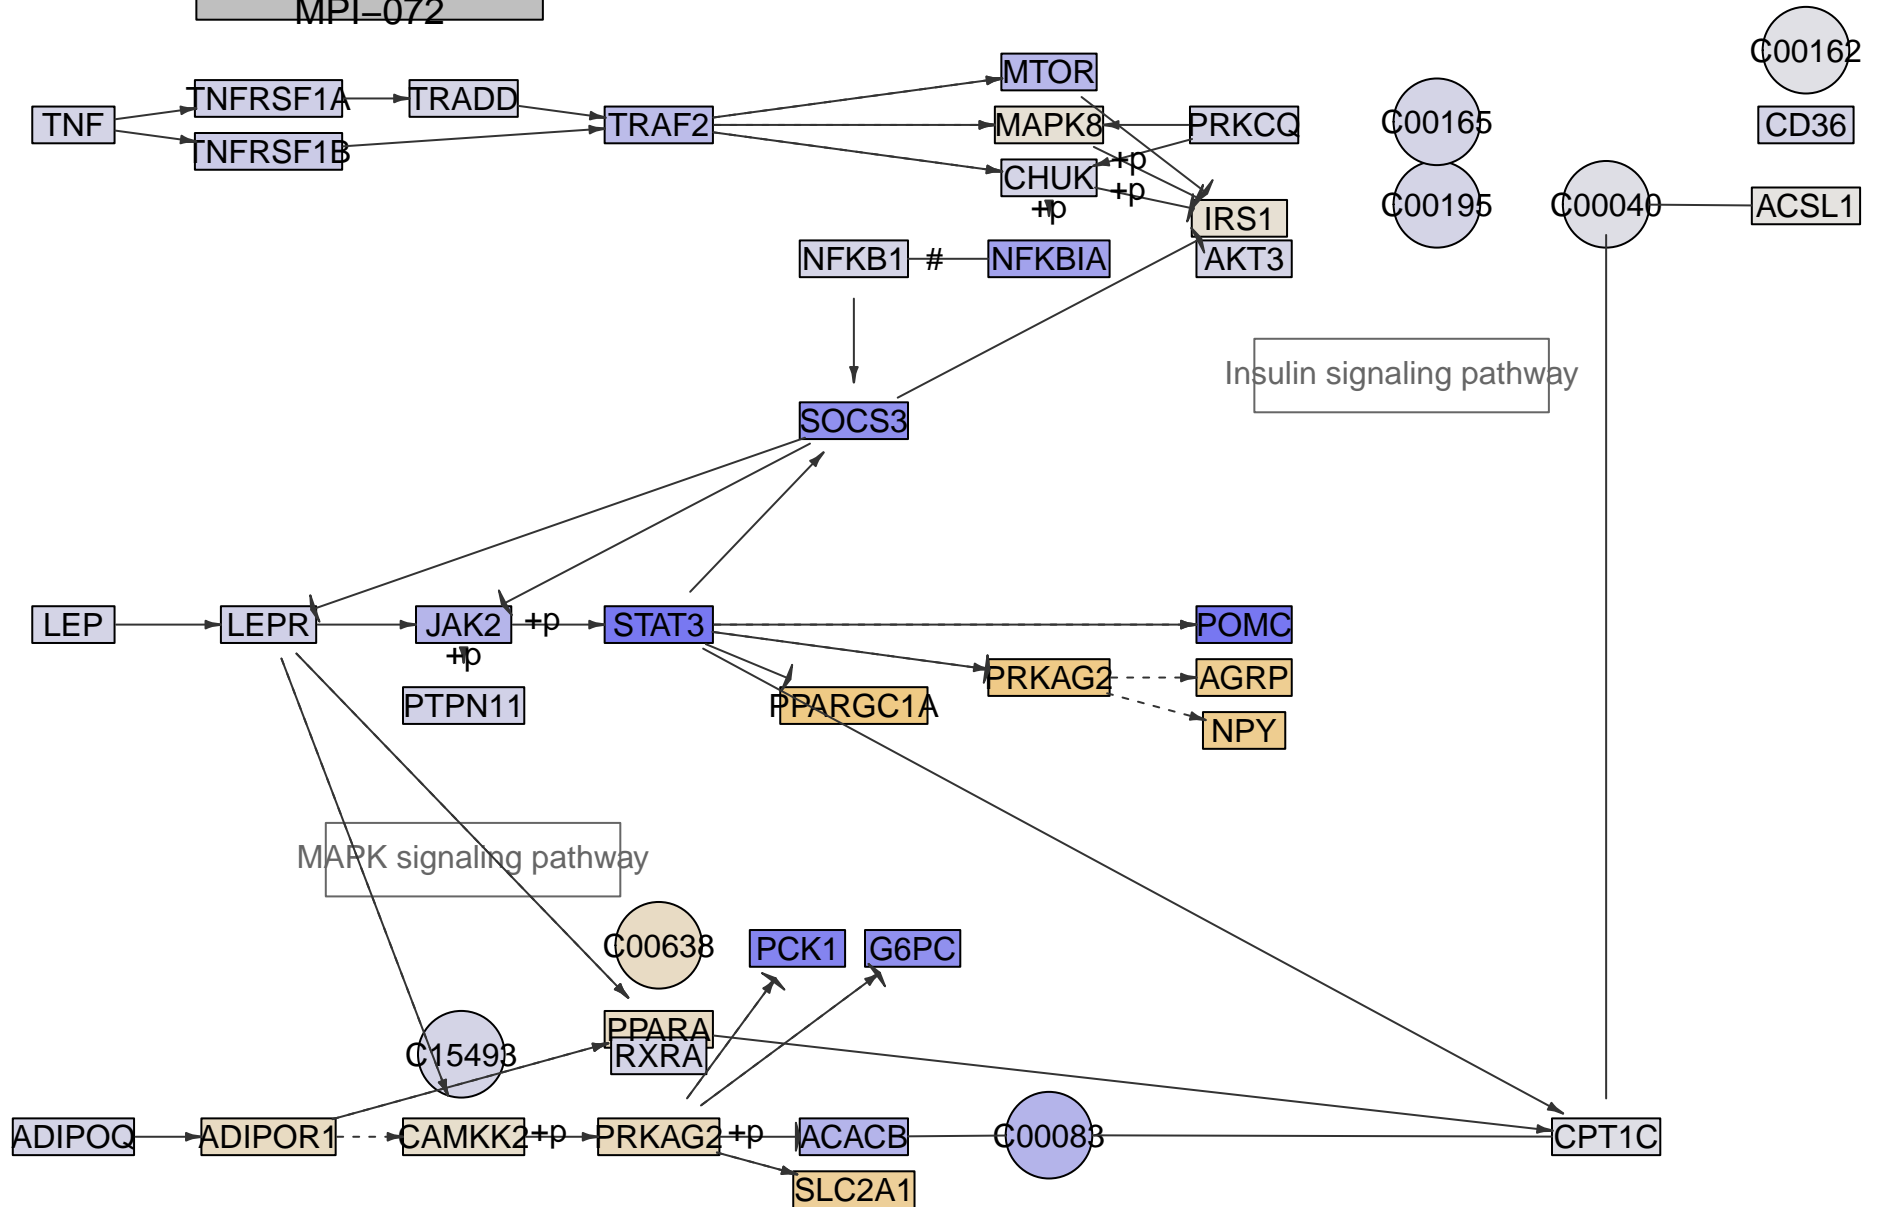 MPI−072
C00162
MTOR
TNFRSF1A
TRADD
TNF
TRAF2
MAPK8
PRKCQ
C00165
CD36
TNFRSF1B
+p
CHUK
+p
+p
IRS1
C00195
C00040
ACSL1
NFKB1
#
NFKBIA
AKT3
Insulin signaling pathway
SOCS3
LEP
LEPR
JAK2
+p
STAT3
POMC
+p
PRKAG2
AGRP
PTPN11
PPARGC1A
NPY
MAPK signaling pathway
C00638
PCK1
G6PC
PPARA
C15493
RXRA
ADIPOQ
ADIPOR1
CAMKK2
+p
PRKAG2
+p
ACACB
C00083
CPT1C
SLC2A1